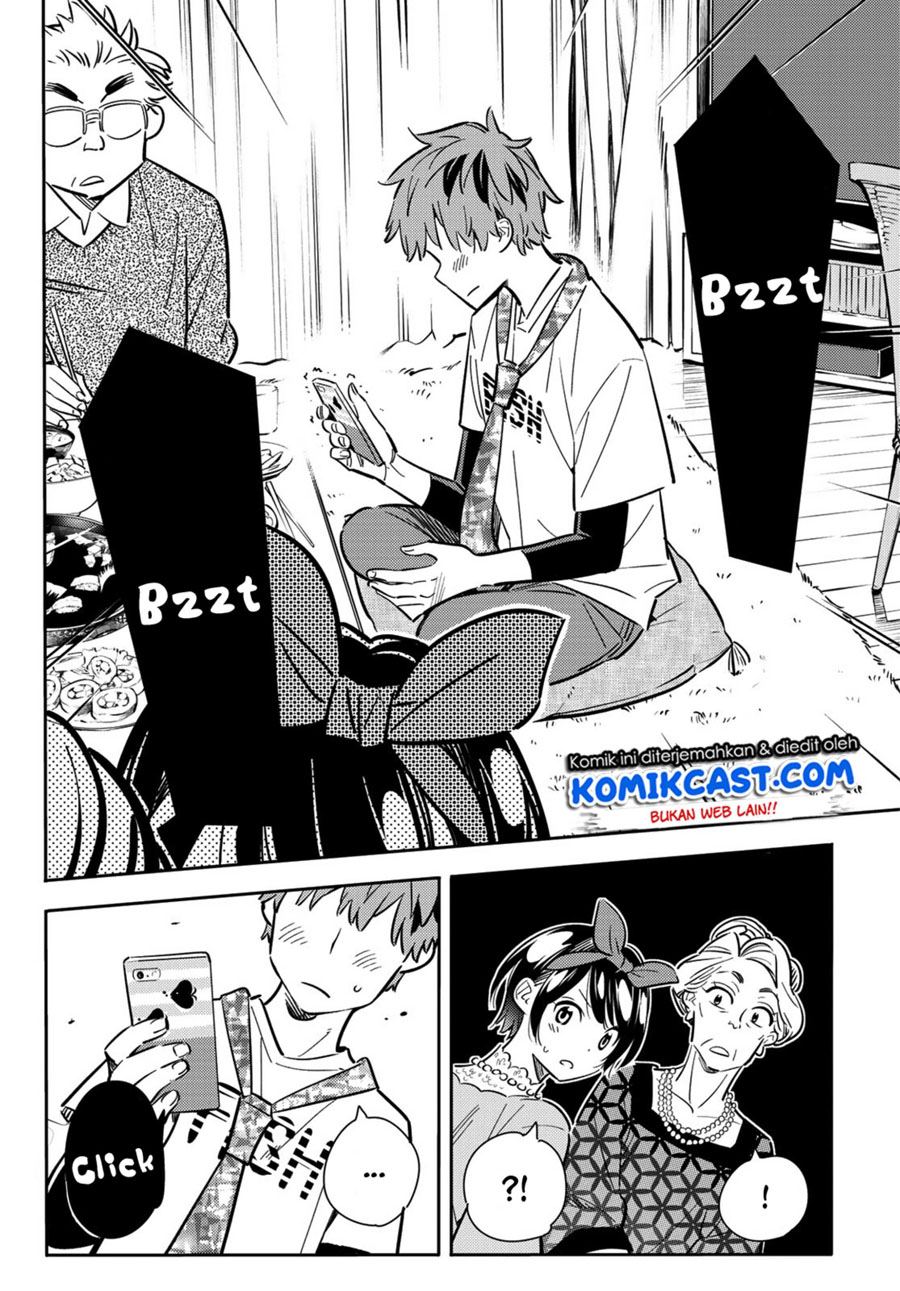 Bzzt
Bzzt
Komik ini diterjemahkan & diedit oleh
KOMIKCAST.COM
BUKAN WEB LAIN!!
!
?!
...
Click